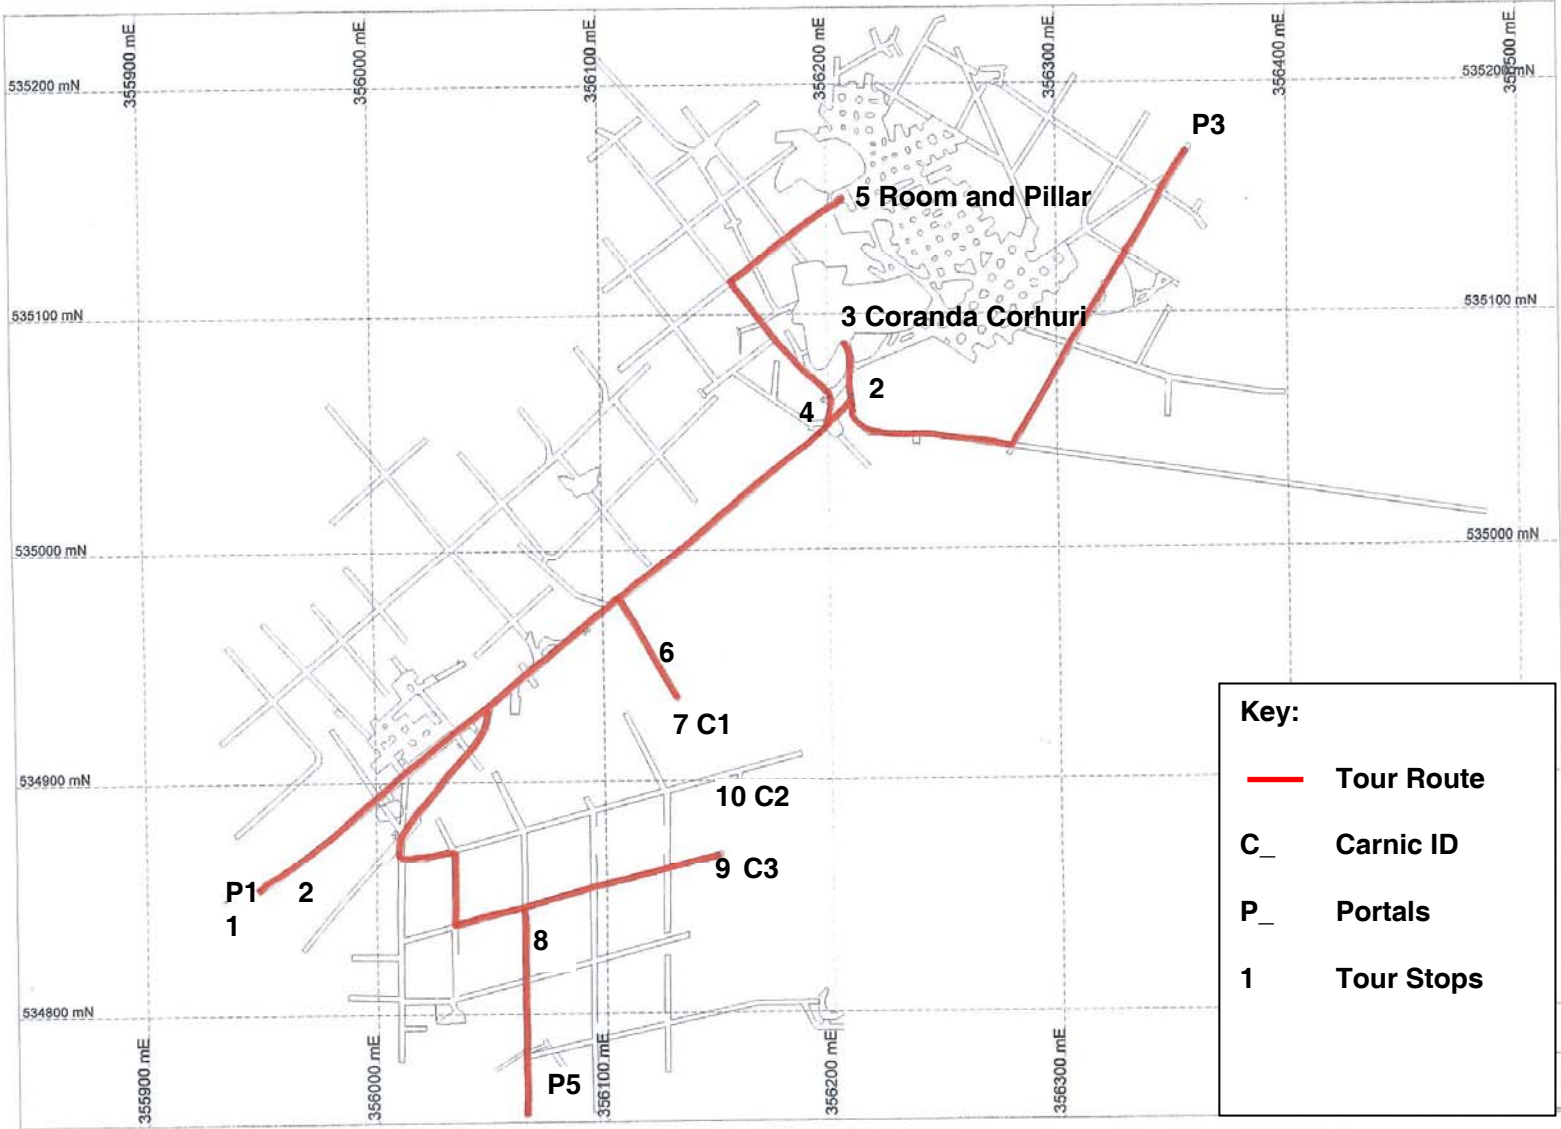 355900 mE
356000 mE
356100 mE
356200 mE
356300 mE
356400 mE
356500 mE
535200 mN
535200 mN
P3
5 Room and Pillar
535100 mN
535100 mN
3 Coranda Corhuri
2
4
535000 mN
535000 mN
6
7 C1
534900 mN
10 C2
9 C3
P1
2
1
8
534800 mN
P5
355900 mE
356000 mE
356100 mE
356200 mE
356300 mE
Key:
Tour Route
C_ Carnic ID
P_ Portals
1 Tour Stops